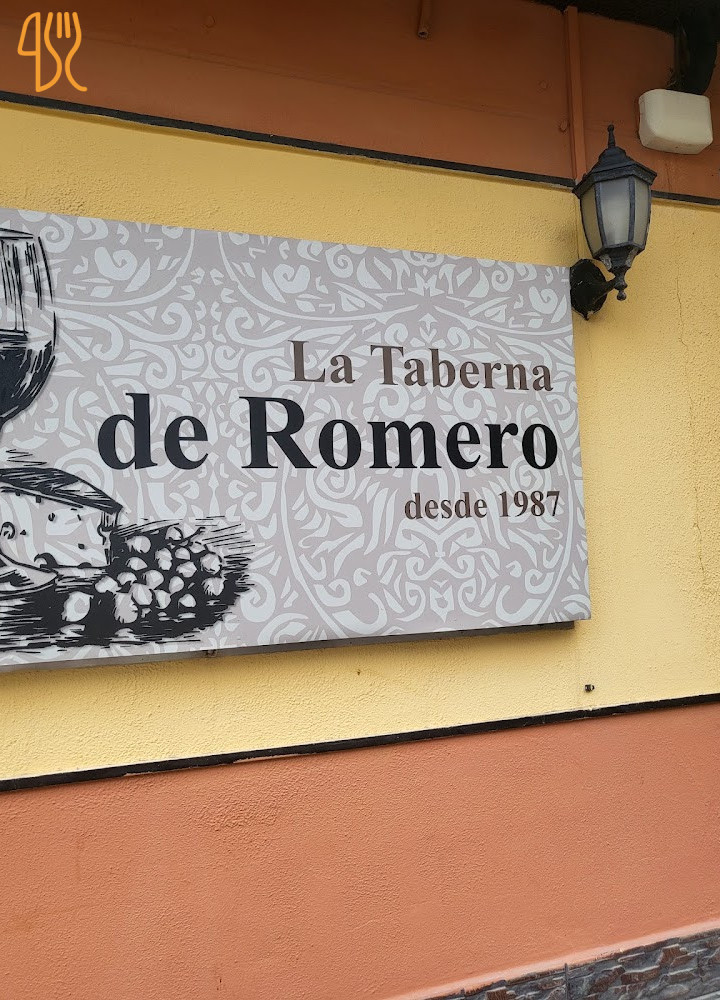 La Taberna
de Romero
desde 1987